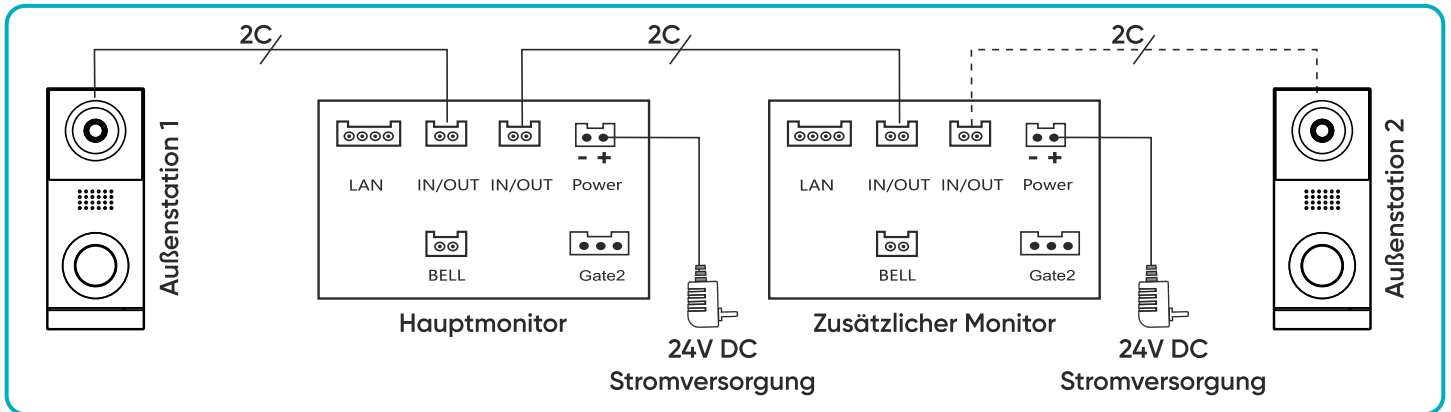 2C 2C 2C
Außenstation 1
LAN IN/OUT IN/OUT Power
- +
BELL Gate2
Hauptmonitor
24V DC
Stromversorgung
LAN IN/OUT IN/OUT Power
- +
BELL Gate2
Zusätzlicher Monitor
24V DC
Stromversorgung
Außenstation 2